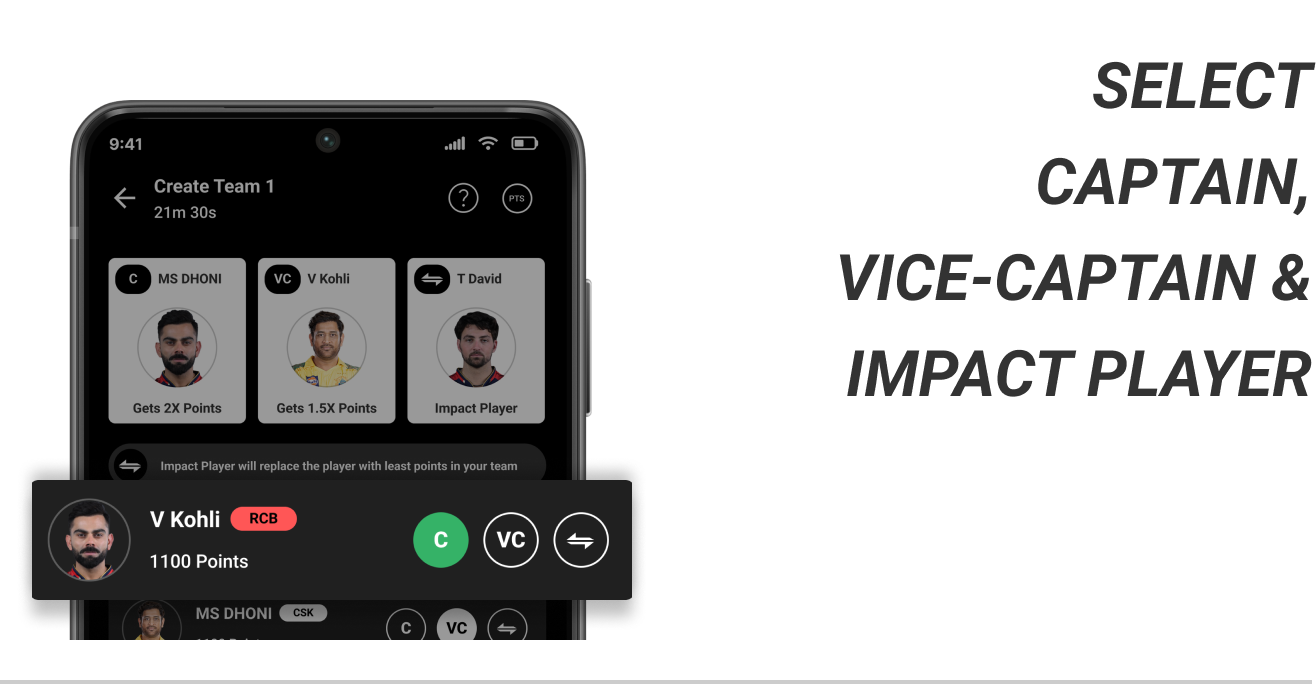 SELECT
CAPTAIN,
VICE-CAPTAIN &
IMPACT PLAYER
9:41
Create Team 1
21m 30s
PTS
C MS DHONI
Gets 2X Points
VC V Kohli
Gets 1.5X Points
T David
Impact Player
Impact Player will replace the player with least points in your team
V Kohli RCB
1100 Points
C VC
MS DHONI CSK
C VC